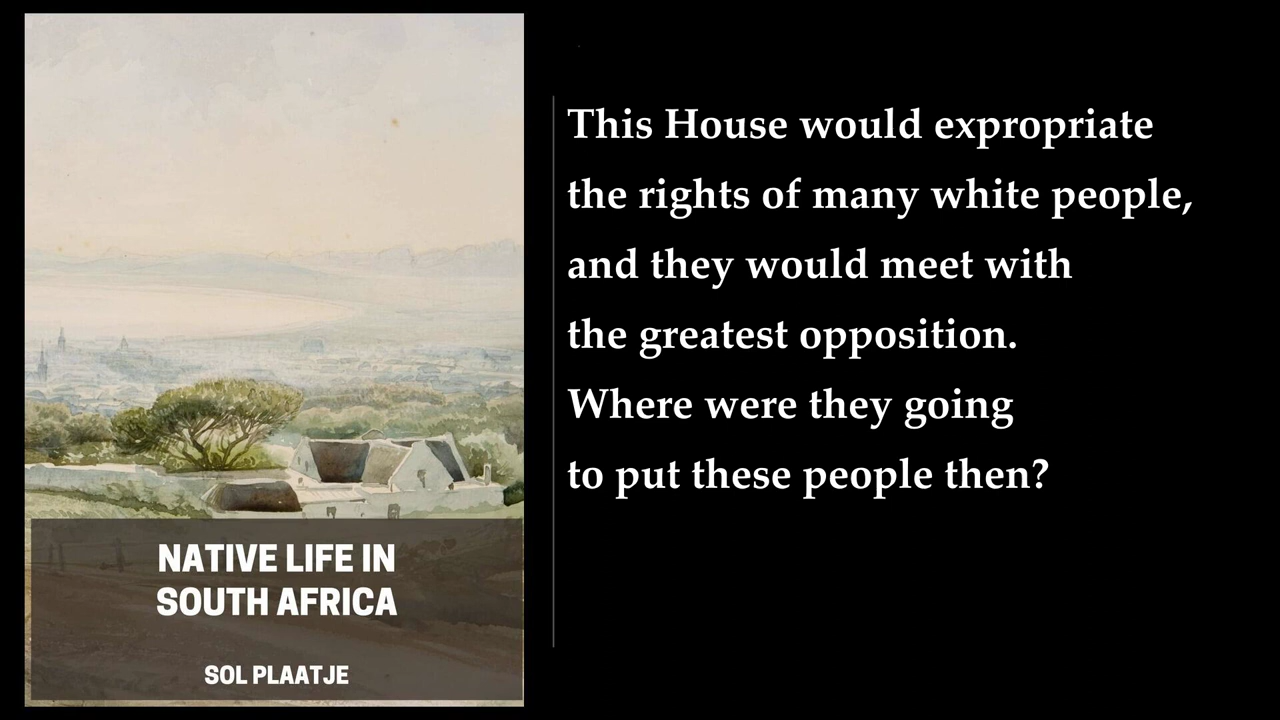 NATIVE LIFE IN
SOUTH AFRICA
SOL PLAATJE
This House would expropriate
the rights of many white people,
and they would meet with
the greatest opposition.
Where were they going
to put these people then?